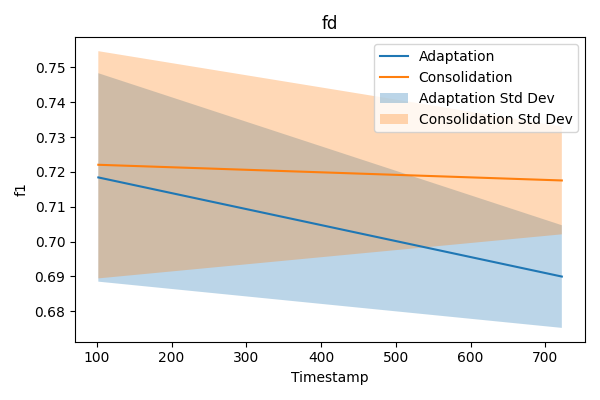 fd
Adaptation
Consolidation
Adaptation Std Dev
Consolidation Std Dev
0.75
0.74
0.73
0.72
0.71
0.70
0.69
0.68
f1
100 200 300 400 500 600 700
Timestamp